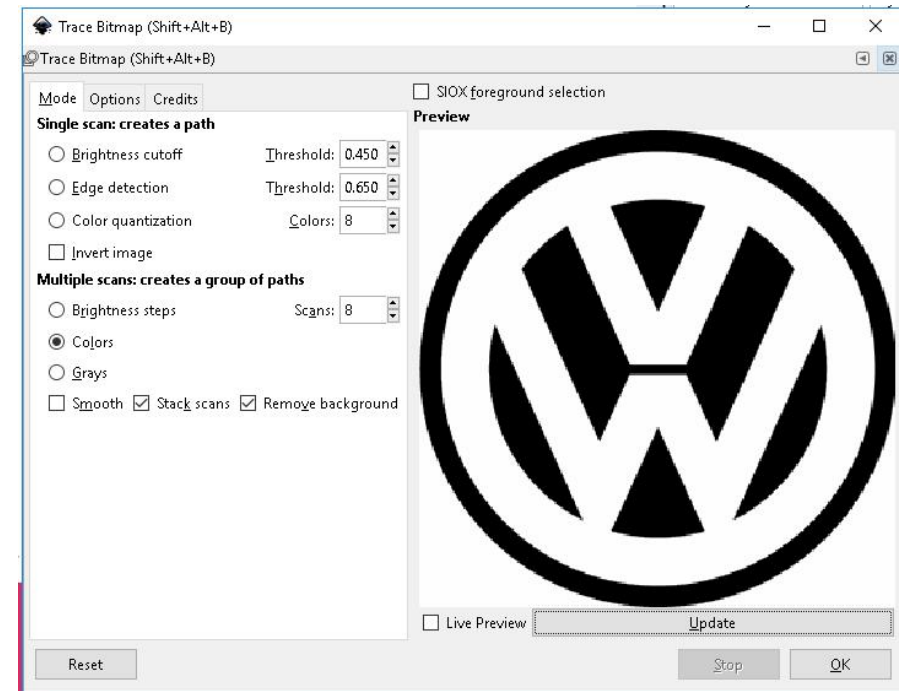 Trace Bitmap (Shift+Alt+B)
Trace Bitmap (Shift+Alt+B)
Mode Options Credits
Single scan: creates a path
Brightness cutoff Threshold: 0.450
Edge detection Threshold: 0.650
Color quantization Colors: 8
Invert image
Multiple scans: creates a group of paths
Brightness steps Scans: 8
Colors
Grays
Smooth Stack scans Remove background
SIOX foreground selection
Preview
VW
Live Preview Update
Reset Stop OK